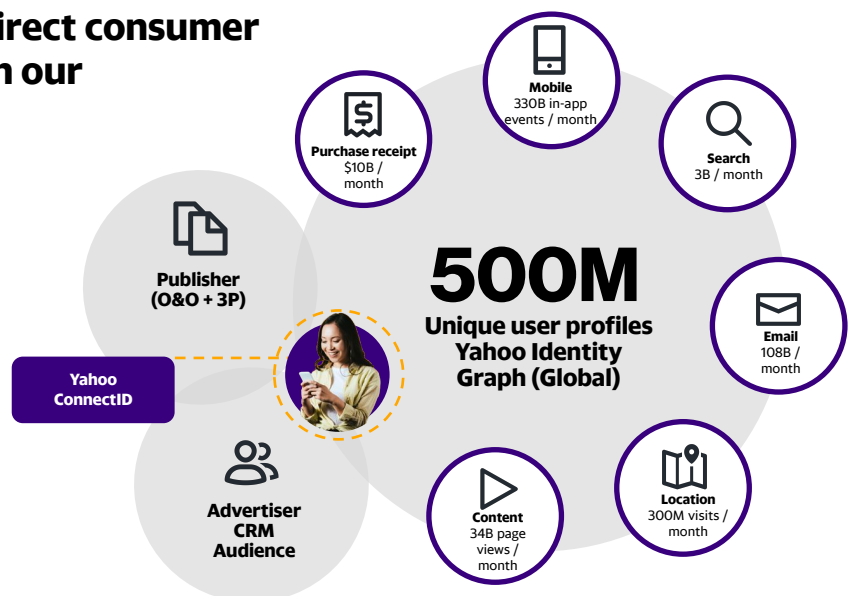 irect consumer
n our
Mobile
330B in-app
events / month
Purchase receipt
$10B /
month
Search
3B / month
Publisher
(O&O + 3P)
500M
Unique user profiles
Yahoo Identity
Graph (Global)
Email
108B /
month
Yahoo
ConnectID
Advertiser
CRM
Audience
Location
300M visits /
month
Content
34B page
views /
month